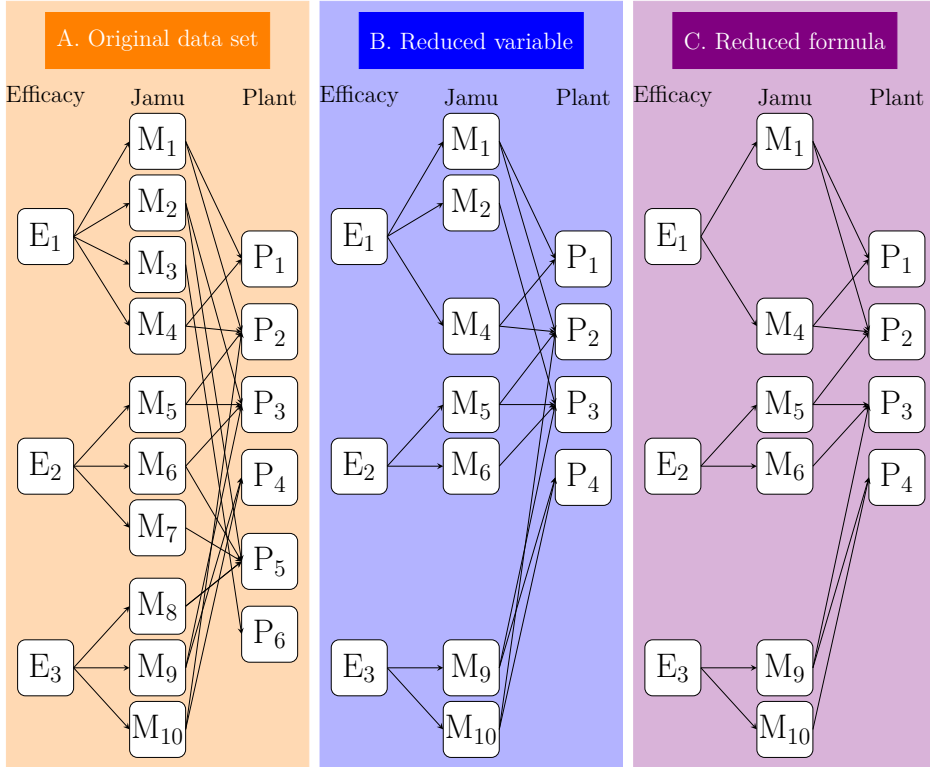 A. Original data set
Efficacy Jamu Plant
M1
M2
E1
M3
P1
M4
P2
M5
P3
E2
M6
P4
M7
P5
M8
P6
E3
M9
M10
B. Reduced variable
Efficacy Jamu Plant
M1
M2
E1
P1
M4
P2
M5
P3
E2
M6
P4
E3
M9
M10
C. Reduced formula
Efficacy Jamu Plant
M1
E1
P1
M4
P2
M5
P3
E2
M6
P4
E3
M9
M10